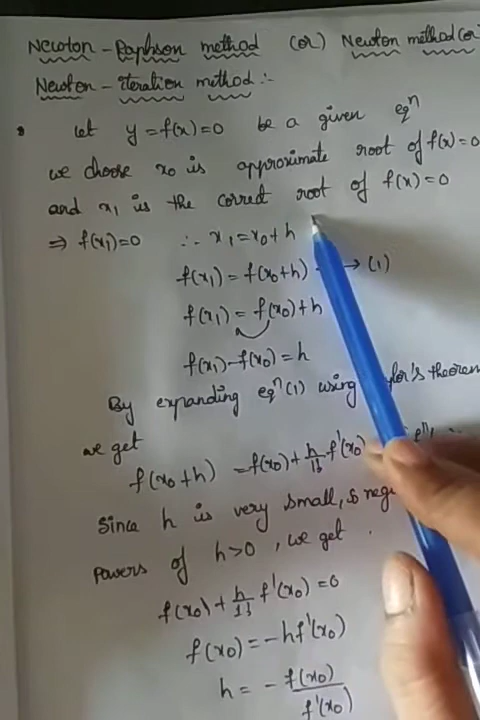 Newton-Raphson method (or) Newton method (or)
Newton-iteration method:-
Let y = f(x) = 0 be a given eqⁿ
we choose x₀ is approximate root of f(x)=0
and x₁ is the correct root of f(x) = 0
⇒ f(x₁)=0 ∴ x₁ = x₀ + h
f(x₁) = f(x₀+h) → (1)
f(x₁) = f(x₀)+h
f(x₁)-f(x₀) = h
By expanding eqⁿ (1) using theorem
we get
f(x₀+h) = f(x₀) + h/1! f'(x₀)
Since h is very small, so
powers of h>0, we get
f(x₀) + h/1! f'(x₀) = 0
f(x₀) = -hf'(x₀)
h = - f(x₀)/f'(x₀)